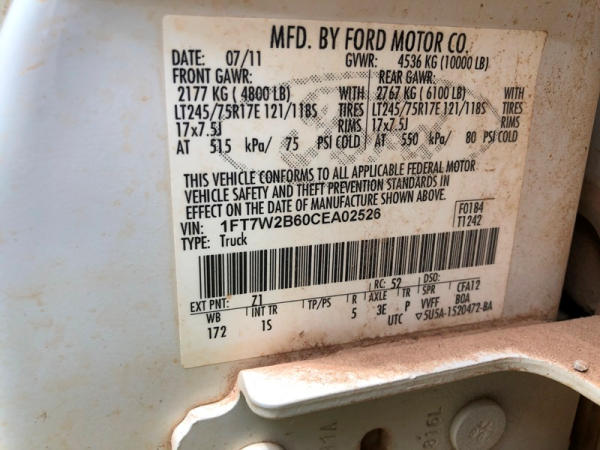 MFD. BY FORD MOTOR CO.
DATE: 07/11 GVWR: 4536 KG (10000 LB)
FRONT GAWR: REAR GAWR:
2177 KG ( 4800 LB) WITH 2767 KG ( 6100 LB) WITH
LT245/75R17E 121/118S TIRES LT245/75R17E 121/118S TIRES
17x7.5J RIMS 17x7.5J RIMS
AT 515 kPa/ 75 PSI COLD AT 550 kPa/ 80 PSI COLD
THIS VEHICLE CONFORMS TO ALL APPLICABLE FEDERAL MOTOR
VEHICLE SAFETY AND THEFT PREVENTION STANDARDS IN
EFFECT ON THE DATE OF MANUFACTURE SHOWN ABOVE.
VIN: 1FT7W2B60CEA02526 F0184
TYPE: Truck T1242
EXT PNT: Z1 RC: 52 DSO:
WB INT TR TP/PS R AXLE TR SPR CFA12
172 1S 5 3E P VVFF BOA
UTC ▽5U5A-1520472-BA